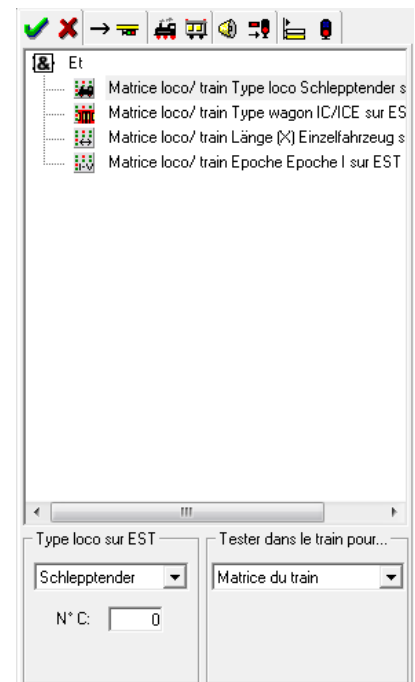 & Et
Matrice loco/ train Type loco Schlepptender s
Matrice loco/ train Type wagon IC/ICE sur ES
Matrice loco/ train Länge (X) Einzelfahrzeug s
I-V Matrice loco/ train Epoche Epoche I sur EST
Type loco sur EST
Tester dans le train pour...
Schlepptender
Matrice du train
N° C: 0